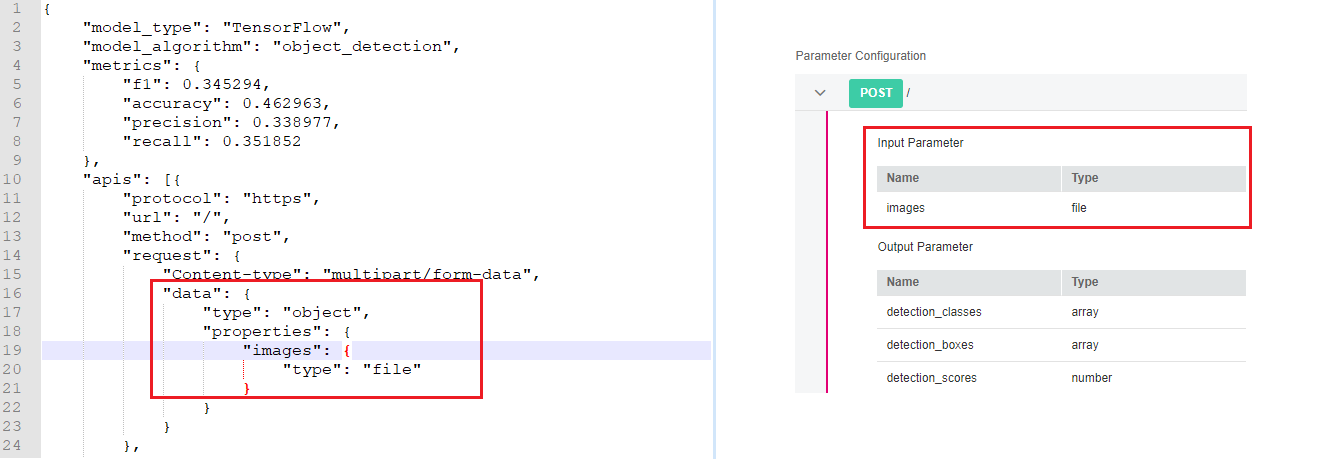 1 {
2 "model_type": "TensorFlow",
3 "model_algorithm": "object_detection",
4 "metrics": {
5 "f1": 0.345294,
6 "accuracy": 0.462963,
7 "precision": 0.338977,
8 "recall": 0.351852
9 },
10 "apis": [{
11 "protocol": "https",
12 "url": "/",
13 "method": "post",
14 "request": {
15 "Content-type": "multipart/form-data",
16 "data": {
17 "type": "object",
18 "properties": {
19 "images": {
20 "type": "file"
21 }
22 }
23 }
24 },
Parameter Configuration
POST /
Input Parameter
Name Type
images file
Output Parameter
Name Type
detection_classes array
detection_boxes array
detection_scores number